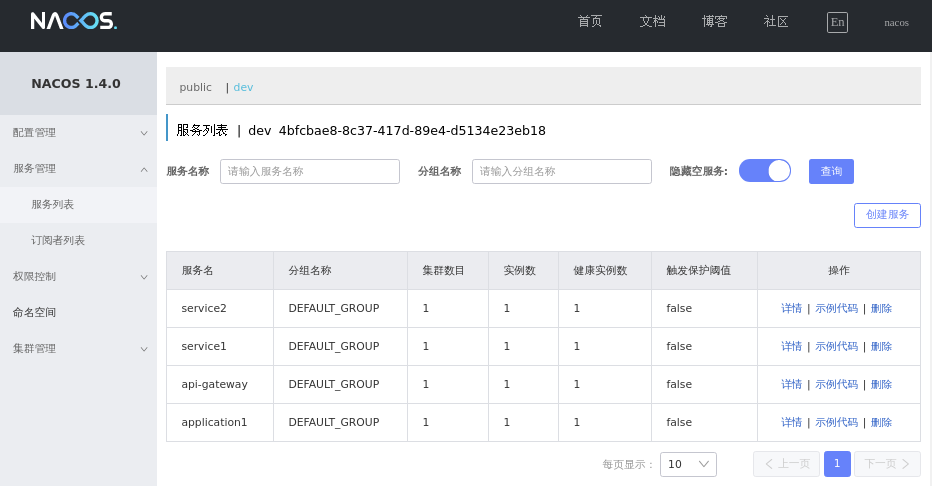 NACOS.
首页 文档 博客 社区 En nacos
NACOS 1.4.0
配置管理
服务管理
服务列表
订阅者列表
权限控制
命名空间
集群管理
public | dev
服务列表 | dev 4bfcbae8-8c37-417d-89e4-d5134e23eb18
服务名称 请输入服务名称 分组名称 请输入分组名称 隐藏空服务: 查询
创建服务
服务名 分组名称 集群数目 实例数 健康实例数 触发保护阈值 操作
service2 DEFAULT_GROUP 1 1 1 false 详情 | 示例代码 | 删除
service1 DEFAULT_GROUP 1 1 1 false 详情 | 示例代码 | 删除
api-gateway DEFAULT_GROUP 1 1 1 false 详情 | 示例代码 | 删除
application1 DEFAULT_GROUP 1 1 1 false 详情 | 示例代码 | 删除
每页显示： 10 上一页 1 下一页